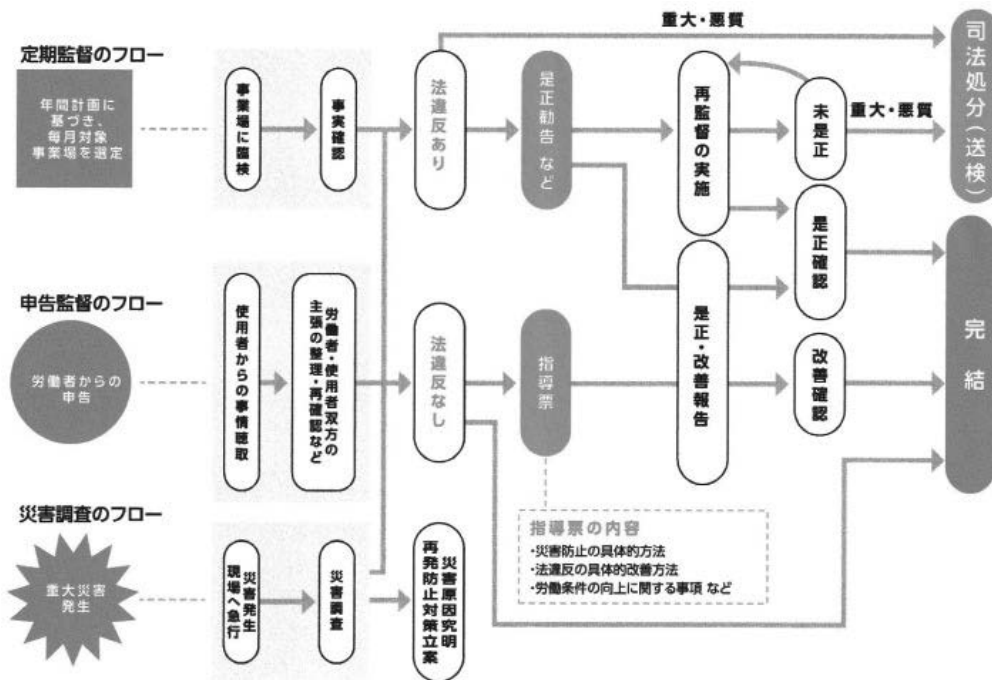 重大・悪質
定期監督のフロー
年間計画に
基づき、
毎月対象
事業場を選定
事業場に臨検
事実確認
法違反あり
是正勧告 など
再監督の実施
未是正
重大・悪質
司法処分(送検)
是正確認
申告監督のフロー
労働者からの
申告
使用者からの事情聴取
労働者・使用者双方の
主張の整理・再確認など
法違反なし
指導票
是正・改善報告
改善確認
完結
災害調査のフロー
重大災害
発生
災害発生
現場へ急行
災害調査
災害原因究明
再発防止対策立案
指導票の内容
・災害防止の具体的方法
・法違反の具体的改善方法
・労働条件の向上に関する事項 など